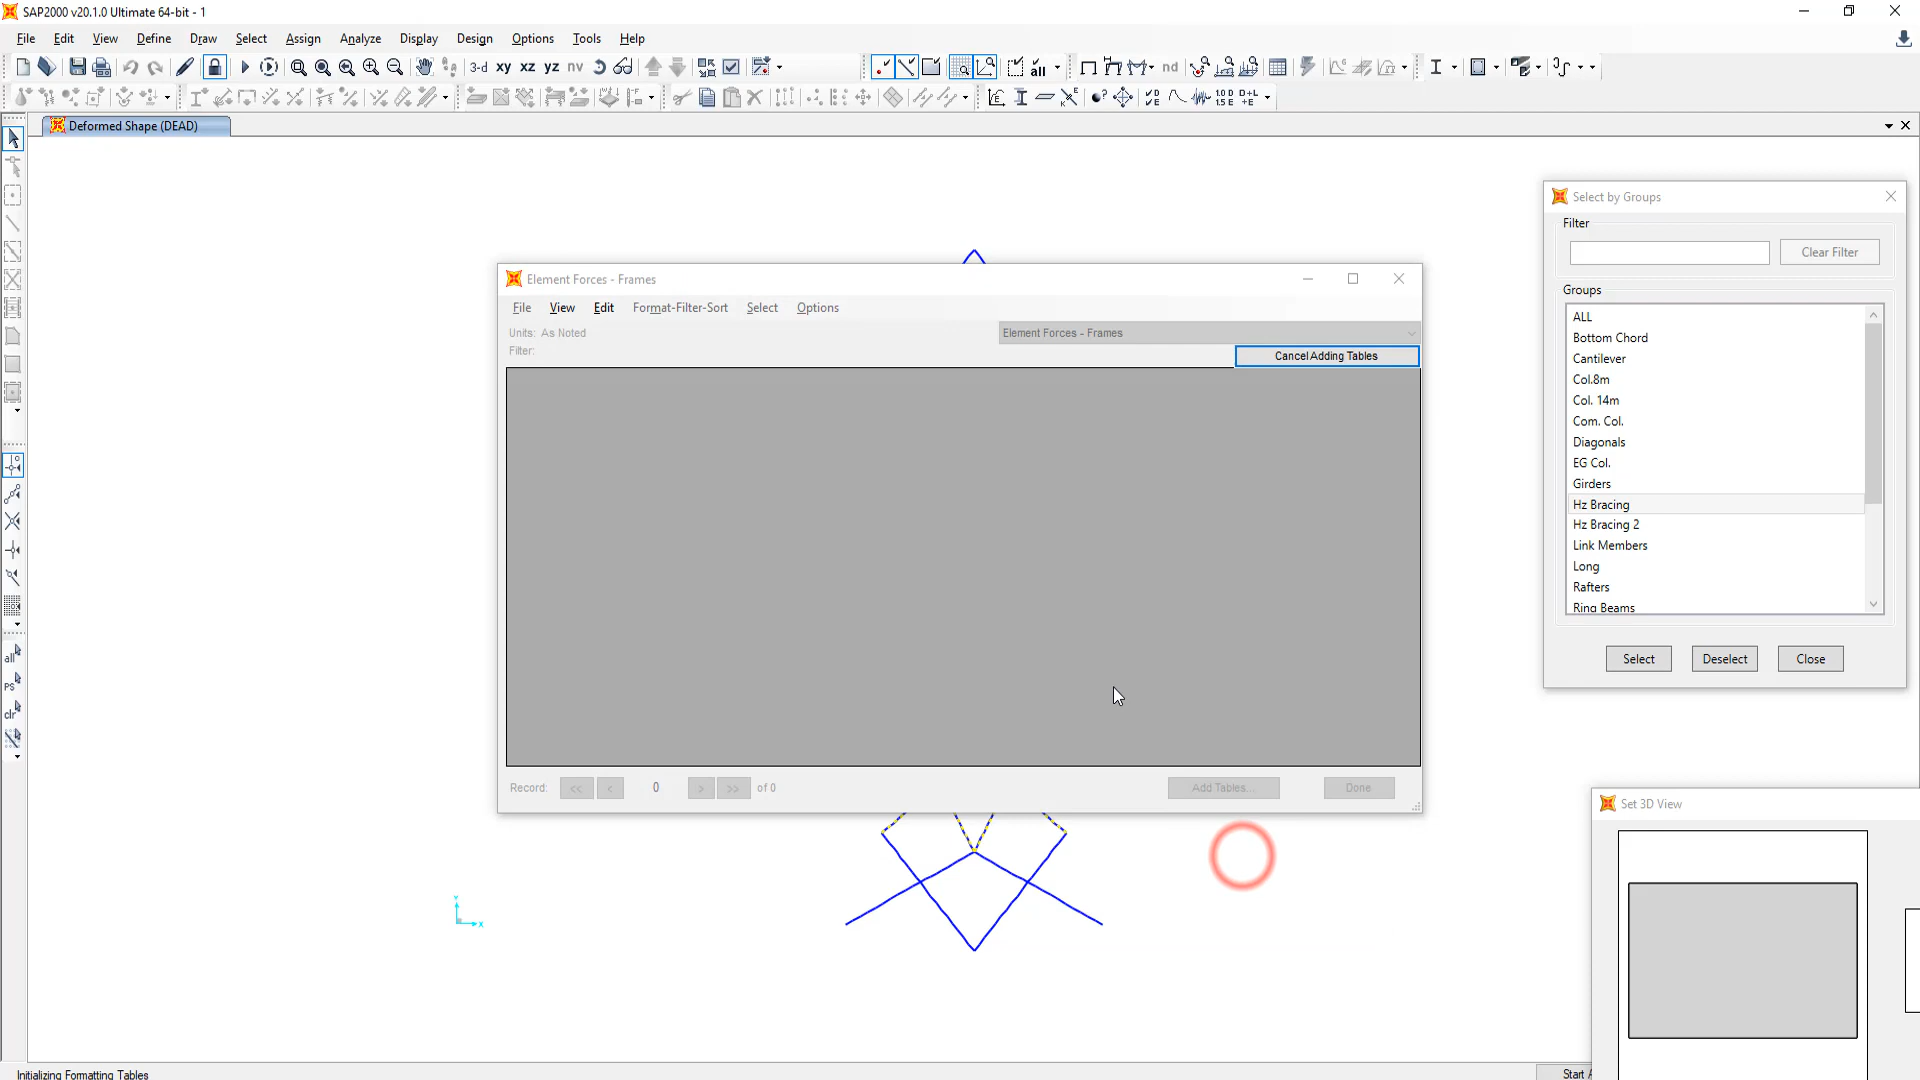 SAP2000 v20.1.0 Ultimate 64-bit - 1
File Edit View Define Draw Select Assign Analyze Display Design Options Tools Help
3-d xy xz yz nv all nd
Deformed Shape (DEAD)
Select by Groups
Filter
Clear Filter
Groups
ALL
Bottom Chord
Cantilever
Col.8m
Col. 14m
Com. Col.
Diagonals
EG Col.
Girders
Hz Bracing
Hz Bracing 2
Link Members
Long
Rafters
Ring Beams
Select Deselect Close
Element Forces - Frames
File View Edit Format-Filter-Sort Select Options
Units: As Noted
Element Forces - Frames
Filter:
Cancel Adding Tables
Record: << < 0 > >> of 0
Add Tables... Done
all
PS
clr
Set 3D View
Initializing Formatting Tables